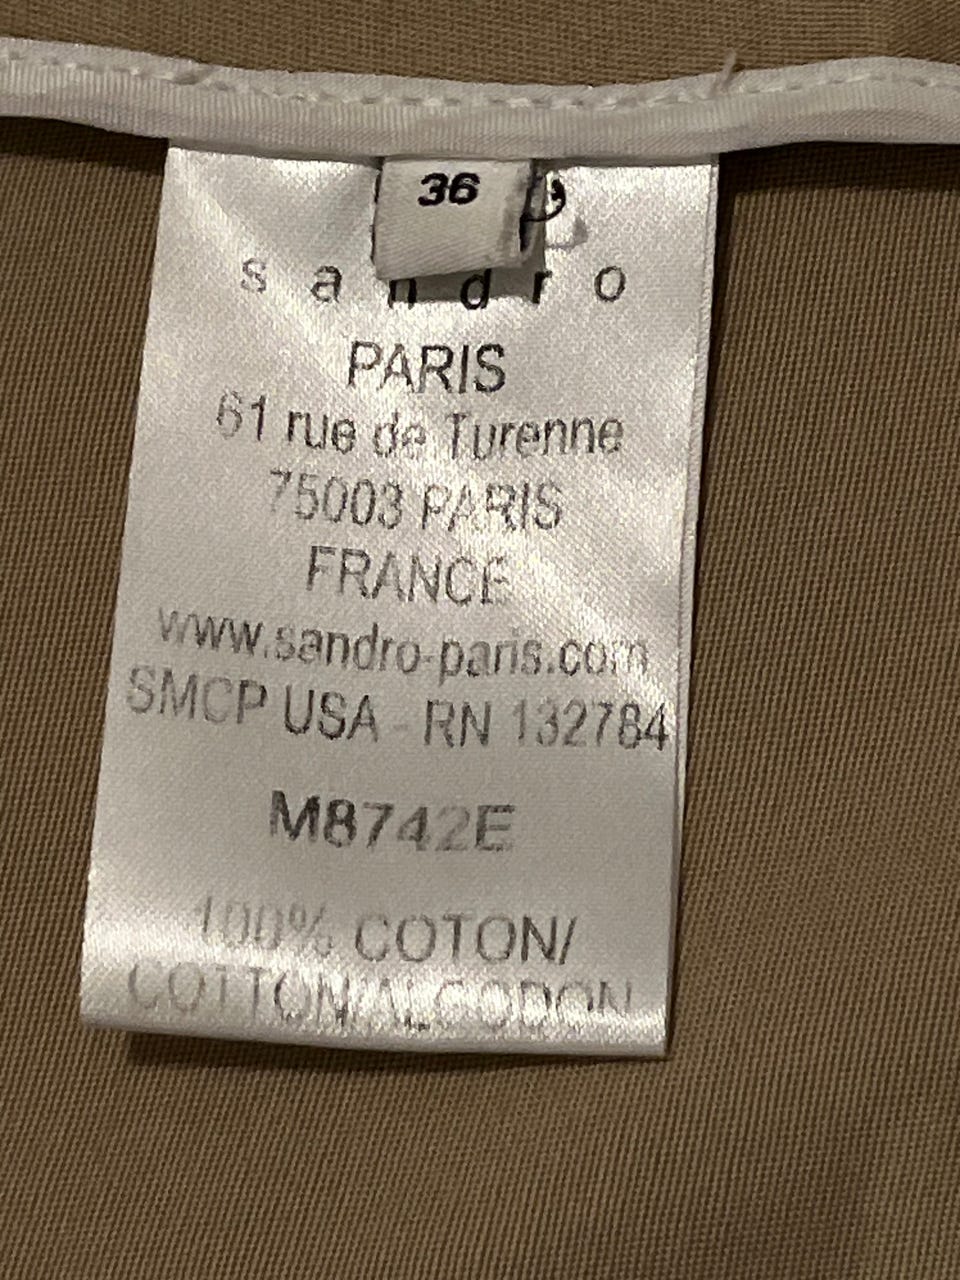 36
sandro
PARIS
61 rue de Turenne
75003 PARIS
FRANCE
www.sandro-paris.com
SMCP USA - RN 132784
M8742E
100% COTON/
COTTON/ALGODON